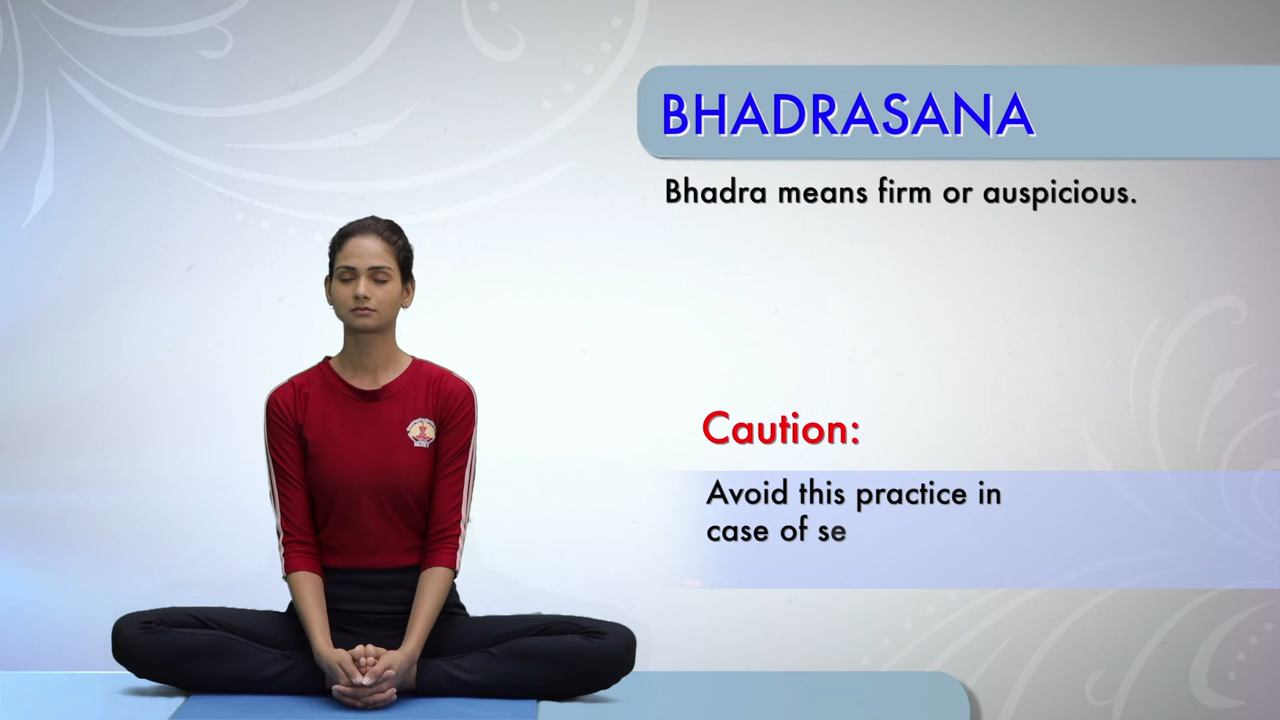 BHADRASANA
Bhadra means firm or auspicious.
Caution:
Avoid this practice in
case of se